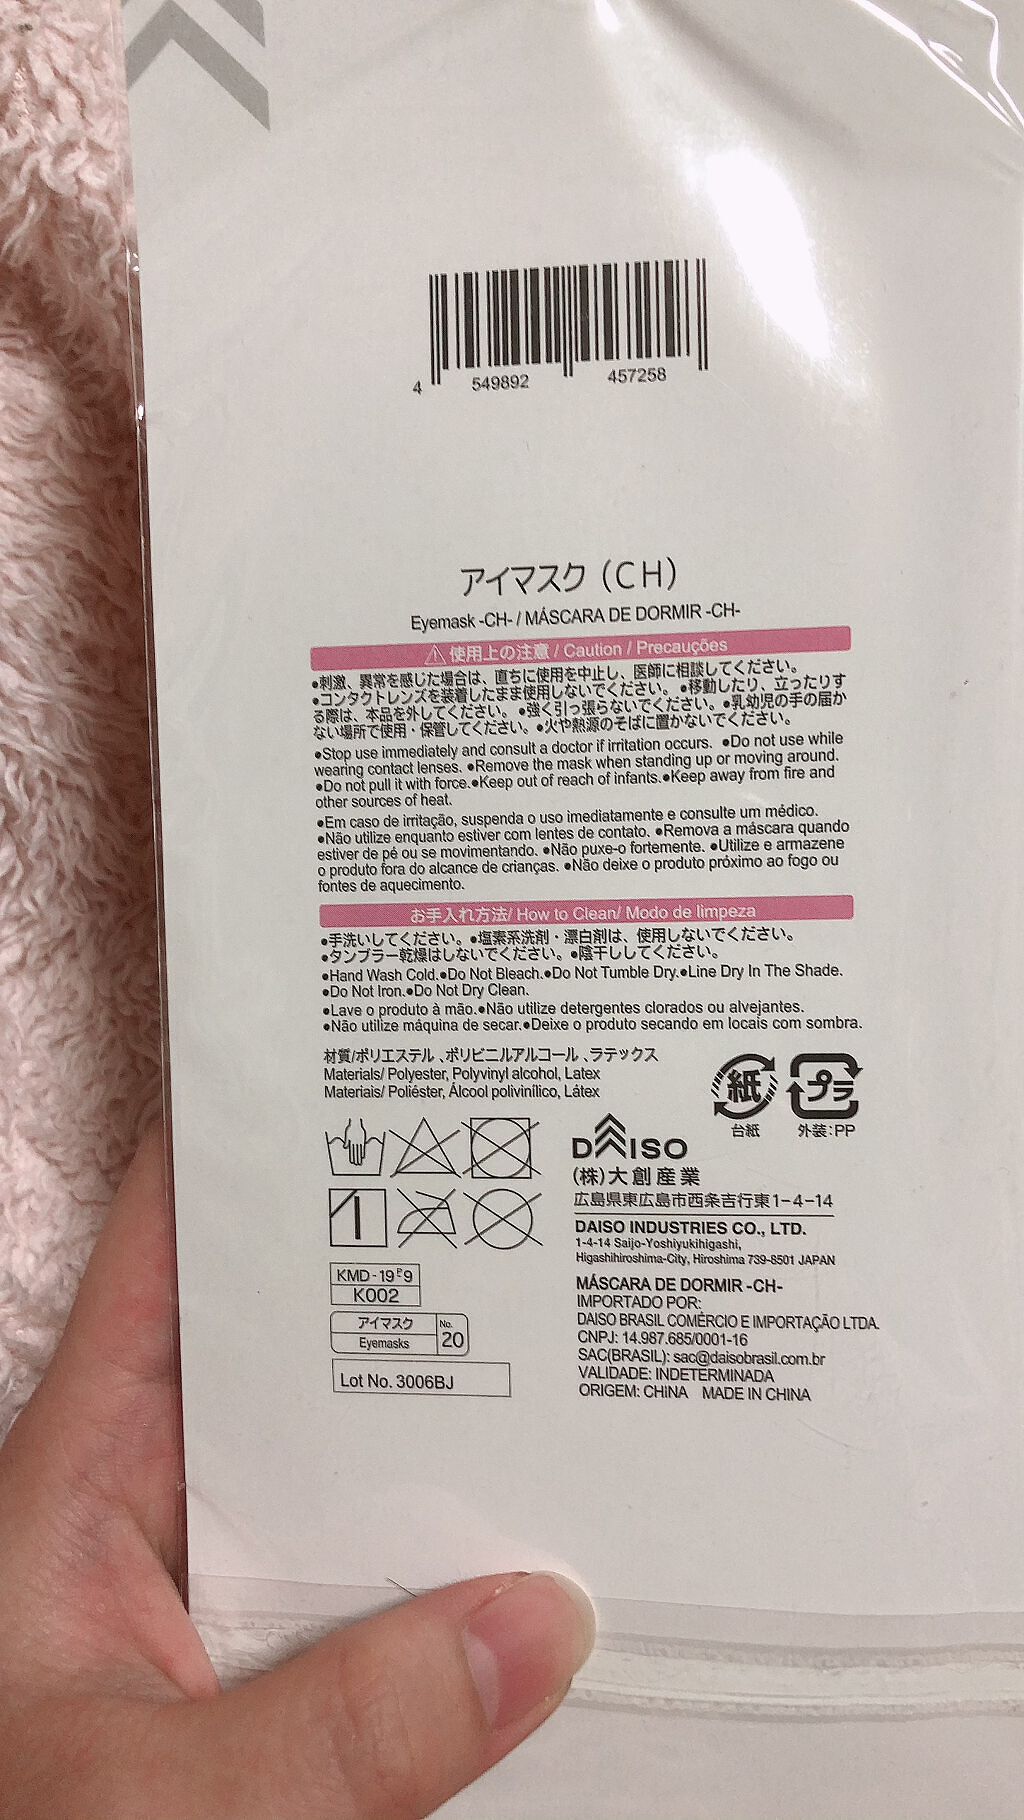 4 549892 457258
アイマスク（CH）
Eyemask -CH- / MÁSCARA DE DORMIR -CH-
⚠使用上の注意 / Caution / Precauções
●刺激、異常を感じた場合は、直ちに使用を中止し、医師に相談してください。
●コンタクトレンズを装着したまま使用しないでください。●移動したり、立ったりす
る際は、本品を外してください。●強く引っ張らないでください。●乳幼児の手の届か
ない場所で使用・保管してください。●火や熱源のそばに置かないでください。
●Stop use immediately and consult a doctor if irritation occurs. ●Do not use while
wearing contact lenses. ●Remove the mask when standing up or moving around.
●Do not pull it with force.●Keep out of reach of infants.●Keep away from fire and
other sources of heat.
●Em caso de irritação, suspenda o uso imediatamente e consulte um médico.
●Não utilize enquanto estiver com lentes de contato. ●Remova a máscara quando
estiver de pé ou se movimentando. ●Não puxe-o fortemente. ●Utilize e armazene
o produto fora do alcance de crianças. ●Não deixe o produto próximo ao fogo ou
fontes de aquecimento.
お手入れ方法/ How to Clean/ Modo de limpeza
●手洗いしてください。●塩素系洗剤・漂白剤は、使用しないでください。
●タンブラー乾燥はしないでください。●陰干ししてください。
●Hand Wash Cold.●Do Not Bleach.●Do Not Tumble Dry.●Line Dry In The Shade.
●Do Not Iron.●Do Not Dry Clean.
●Lave o produto à mão.●Não utilize detergentes clorados ou alvejantes.
●Não utilize máquina de secar.●Deixe o produto secando em locais com sombra.
材質/ポリエステル、ポリビニルアルコール、ラテックス
Materials/ Polyester, Polyvinyl alcohol, Latex
Materiais/ Poliéster, Álcool polivinílico, Látex
紙 プラ
台紙 外装:PP
DAISO
(株)大創産業
広島県東広島市西条吉行東1-4-14
DAISO INDUSTRIES CO., LTD.
1-4-14 Saijo-Yoshiyukihigashi,
Higashihiroshima-City, Hiroshima 739-8501 JAPAN
KMD-19P9
K002
アイマスク No.
Eyemasks 20
Lot No. 3006BJ
MÁSCARA DE DORMIR -CH-
IMPORTADO POR:
DAISO BRASIL COMÉRCIO E IMPORTAÇÃO LTDA.
CNPJ: 14.987.685/0001-16
SAC(BRASIL): sac@daisobrasil.com.br
VALIDADE: INDETERMINADA
ORIGEM: CHINA MADE IN CHINA